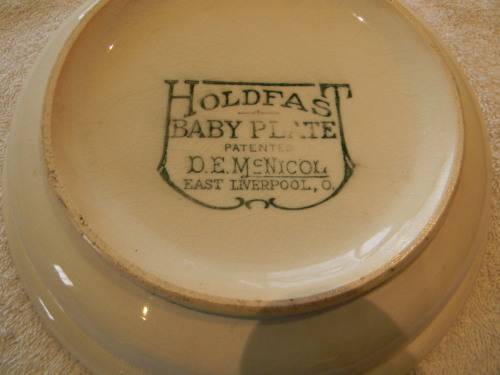 HOLDFAST
BABY PLATE
PATENTED
D.E. McNICOL
EAST LIVERPOOL, O.